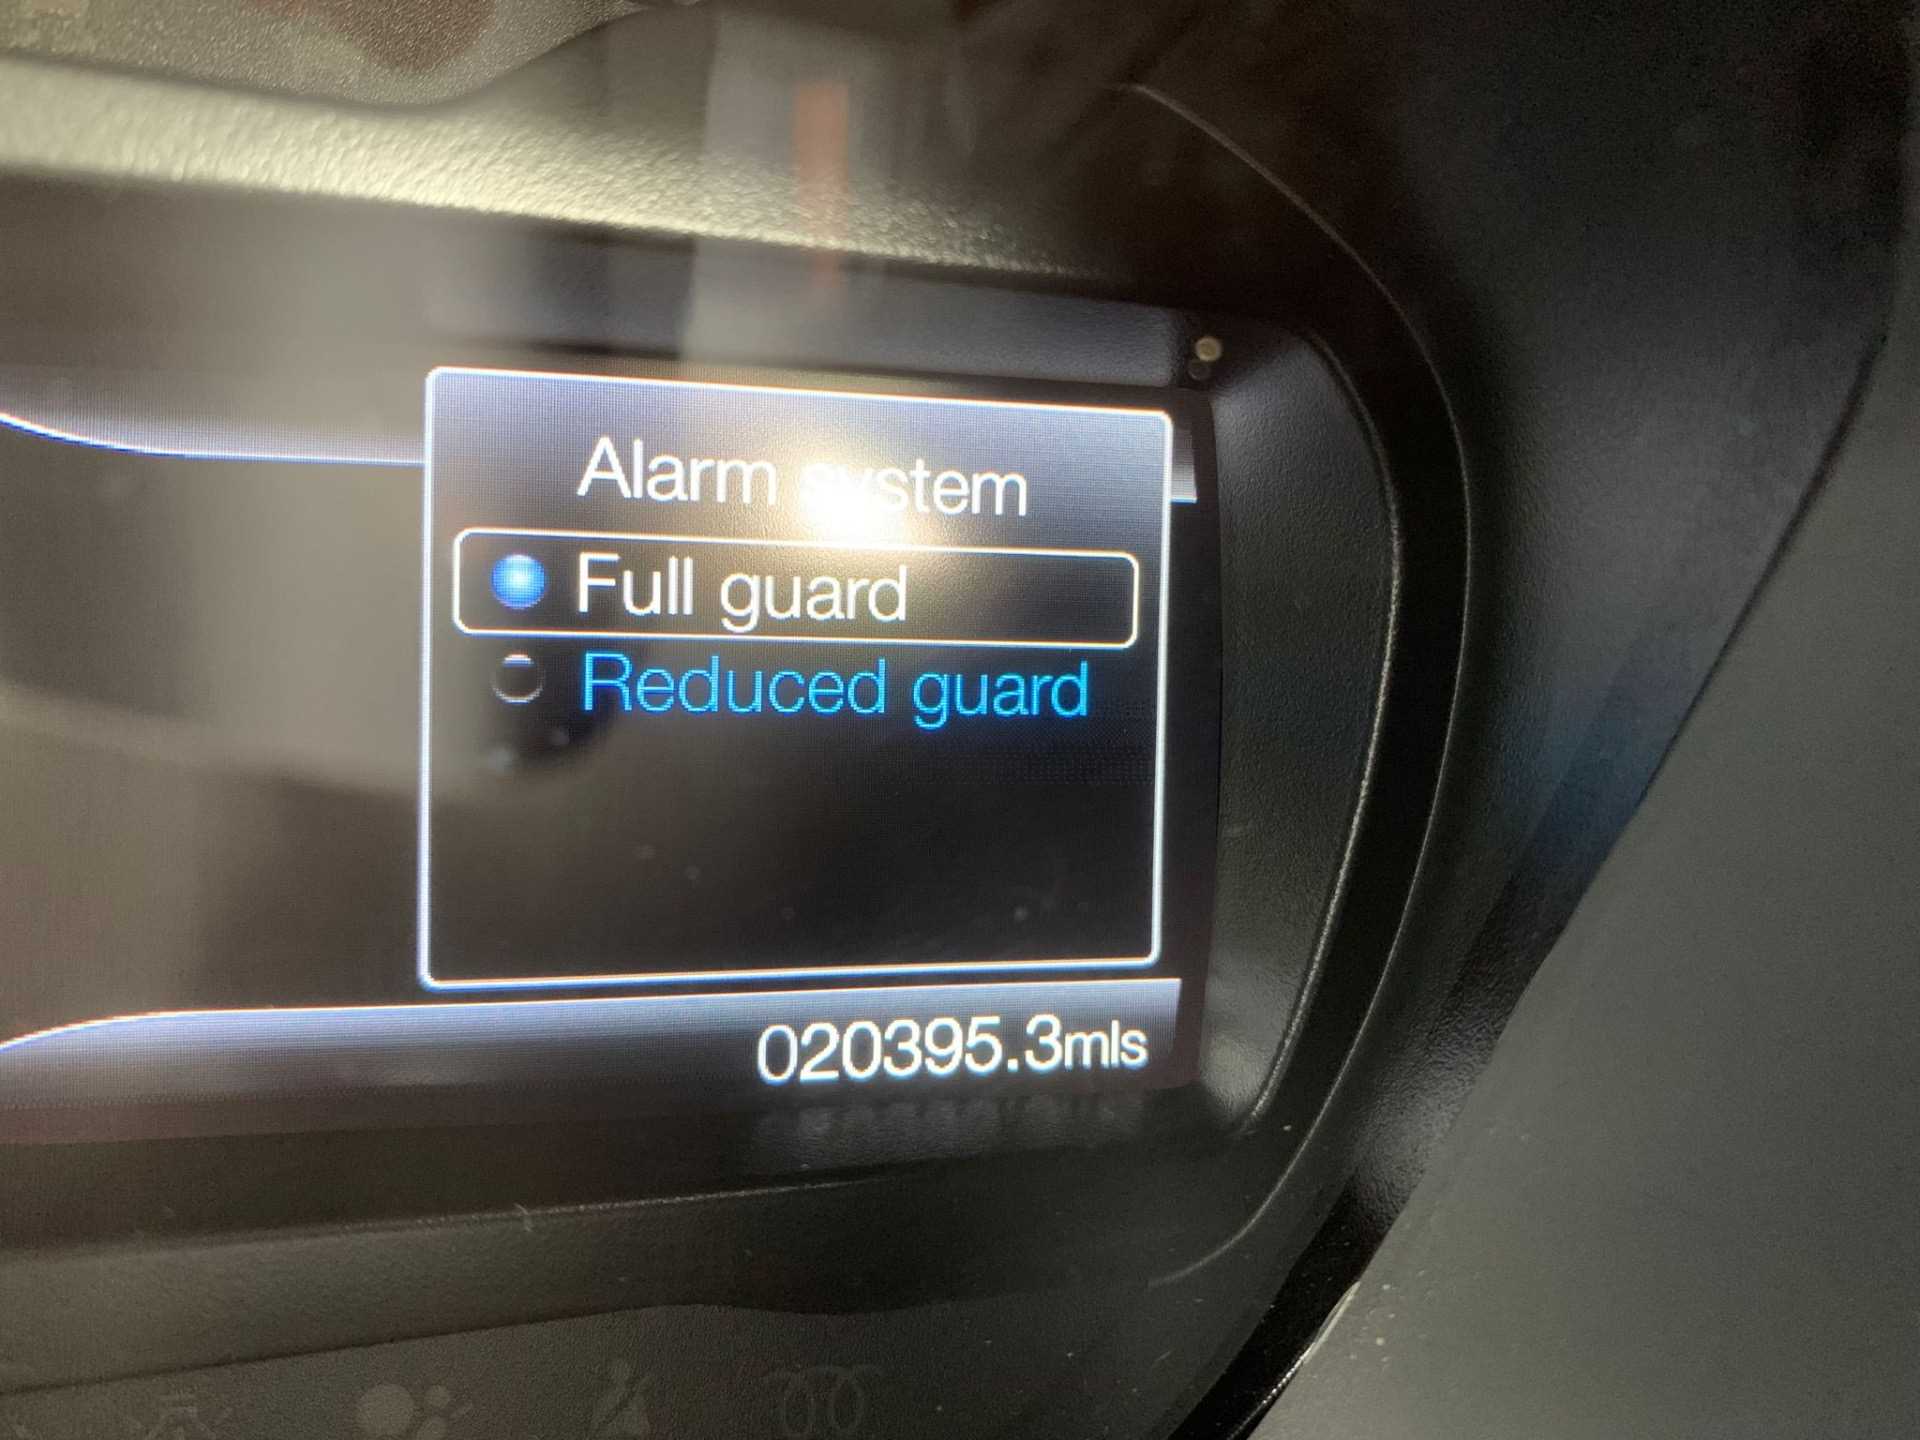 Alarm system
Full guard
Reduced guard
020395.3mls